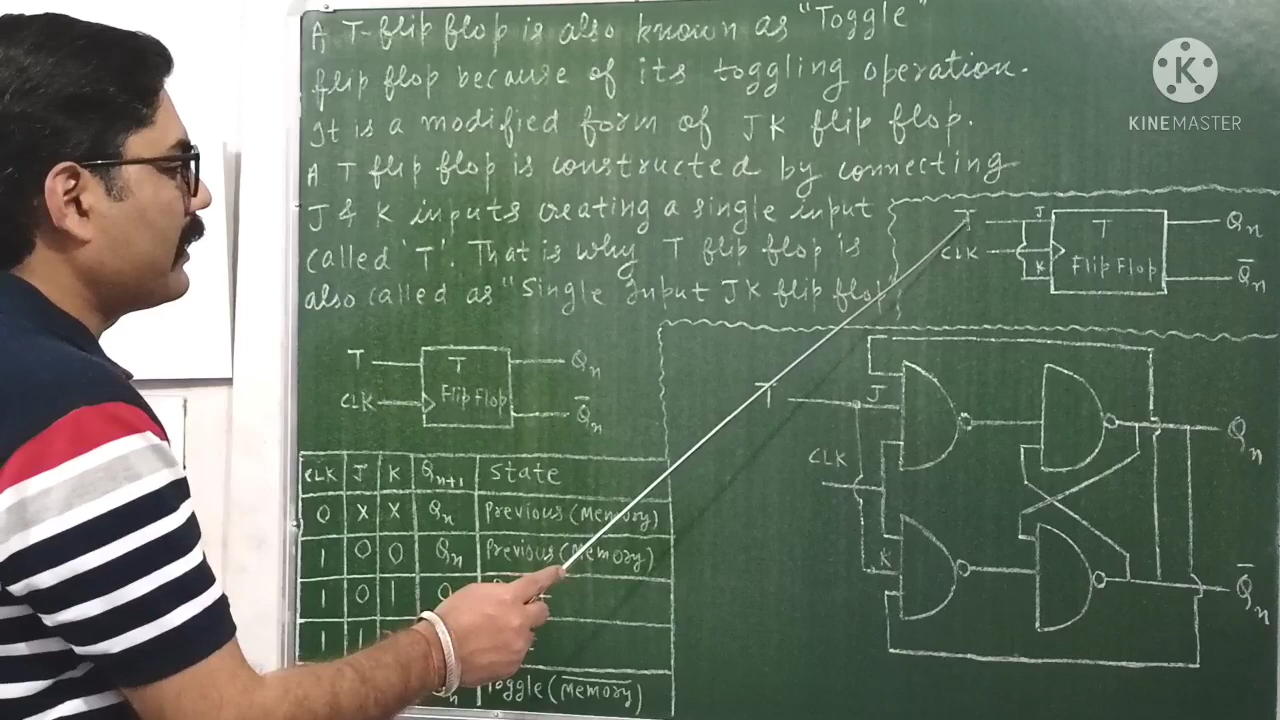 A T-flip flop is also known as "Toggle"
flip flop because of its toggling operation.
It is a modified form of JK flip flop.
A T flip flop is constructed by connecting
J & K inputs creating a single input
called 'T'. That is why T flip flop is
also called as "Single Input JK flip flop
K
KINEMASTER
T J T Qn
CLK K Flip Flop Q̅n
T T Qn
CLK Flip Flop Q̅n
CLK J K Qn+1 State
0 X X Qn Previous (Memory)
1 0 0 Qn Previous (Memory)
1 0 1
1 1
Toggle (M̅e̅m̅o̅r̅y̅)
T J Qn
CLK
K Q̅n